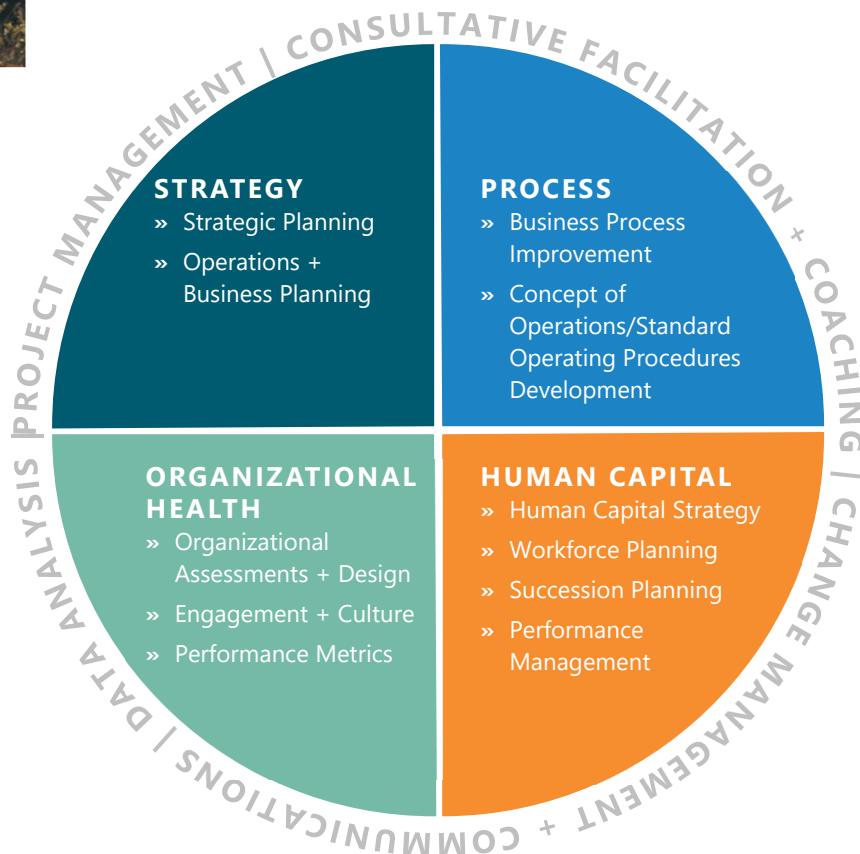 PROJECT MANAGEMENT | CONSULTATIVE FACILITATION + COACHING | CHANGE MANAGEMENT + COMMUNICATIONS | DATA ANALYSIS |
STRATEGY
» Strategic Planning
» Operations +
Business Planning
PROCESS
» Business Process
Improvement
» Concept of
Operations/Standard
Operating Procedures
Development
ORGANIZATIONAL
HEALTH
» Organizational
Assessments + Design
» Engagement + Culture
» Performance Metrics
HUMAN CAPITAL
» Human Capital Strategy
» Workforce Planning
» Succession Planning
» Performance
Management